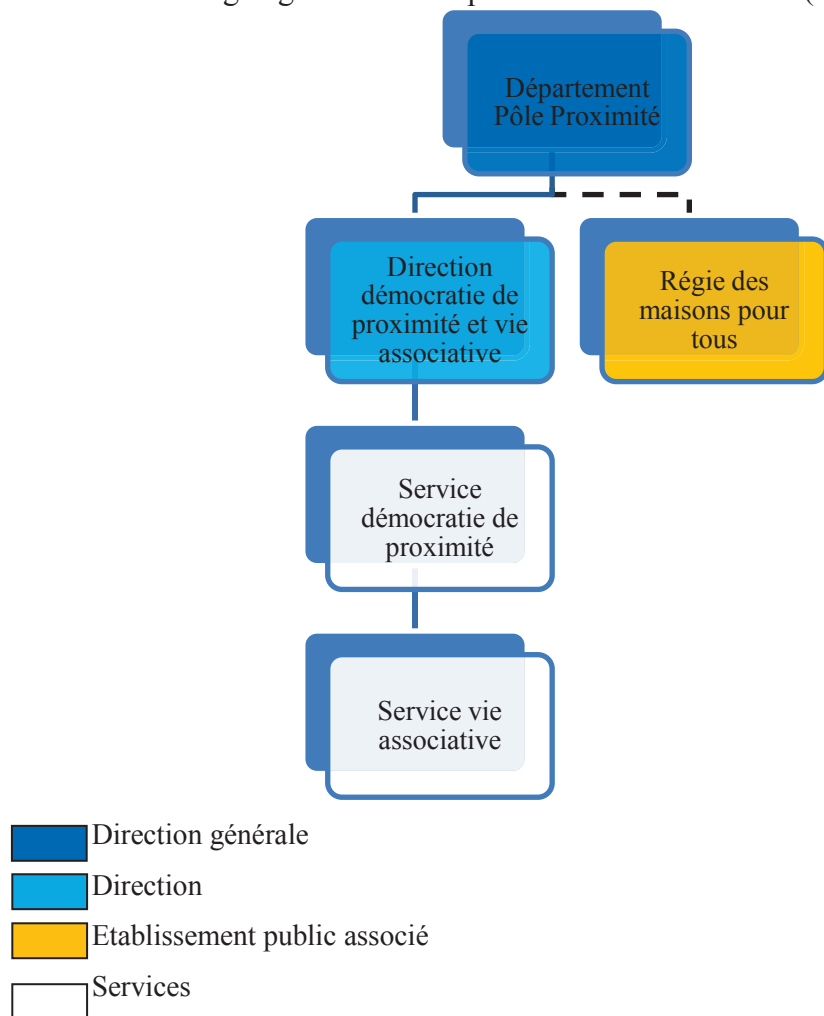 Département
Pôle Proximité
Direction
démocratie de
proximité et vie
associative
Régie des
maisons pour
tous
Service
démocratie de
proximité
Service vie
associative
Direction générale
Direction
Etablissement public associé
Services